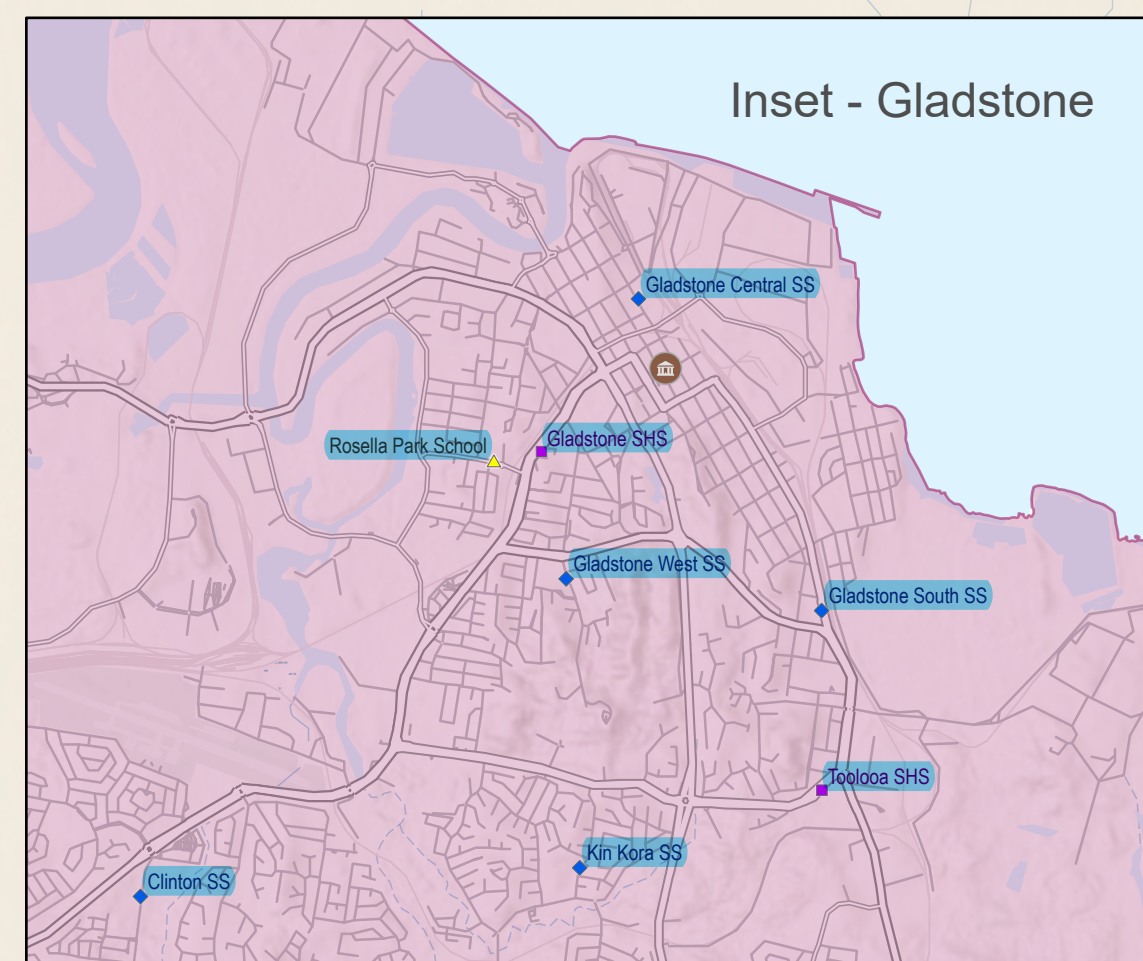 Inset - Gladstone
Gladstone Central SS
Gladstone SHS
Rosella Park School
Gladstone West SS
Gladstone South SS
Toolooa SHS
Kin Kora SS
Clinton SS